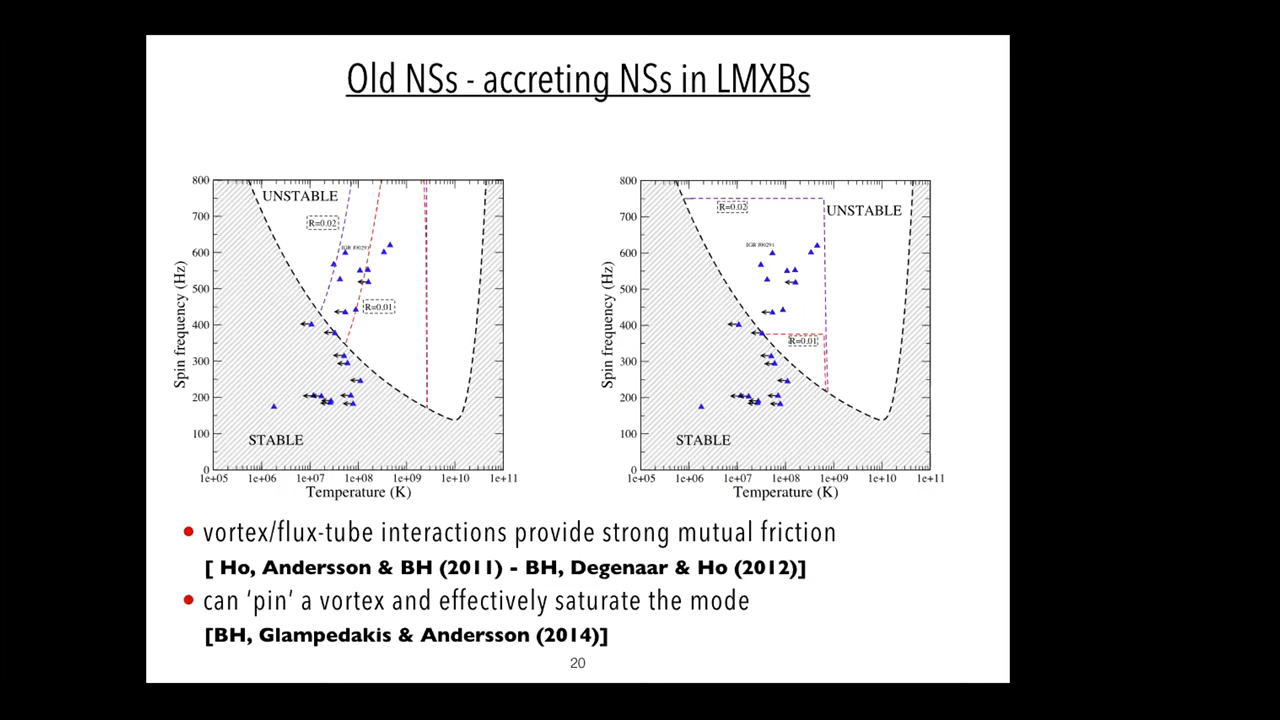 Old NSs - accreting NSs in LMXBs
800
700
600
500
400
300
200
100
0
Spin frequency (Hz)
UNSTABLE
R=0.02
R=0.01
STABLE
1e+05 1e+06 1e+07 1e+08 1e+09 1e+10 1e+11
Temperature (K)
800
700
600
500
400
300
200
100
0
Spin frequency (Hz)
R=0.02
UNSTABLE
R=0.01
STABLE
1e+05 1e+06 1e+07 1e+08 1e+09 1e+10 1e+11
Temperature (K)
• vortex/flux-tube interactions provide strong mutual friction
[ Ho, Andersson & BH (2011) - BH, Degenaar & Ho (2012)]
• can ‘pin’ a vortex and effectively saturate the mode
[BH, Glampedakis & Andersson (2014)]
20